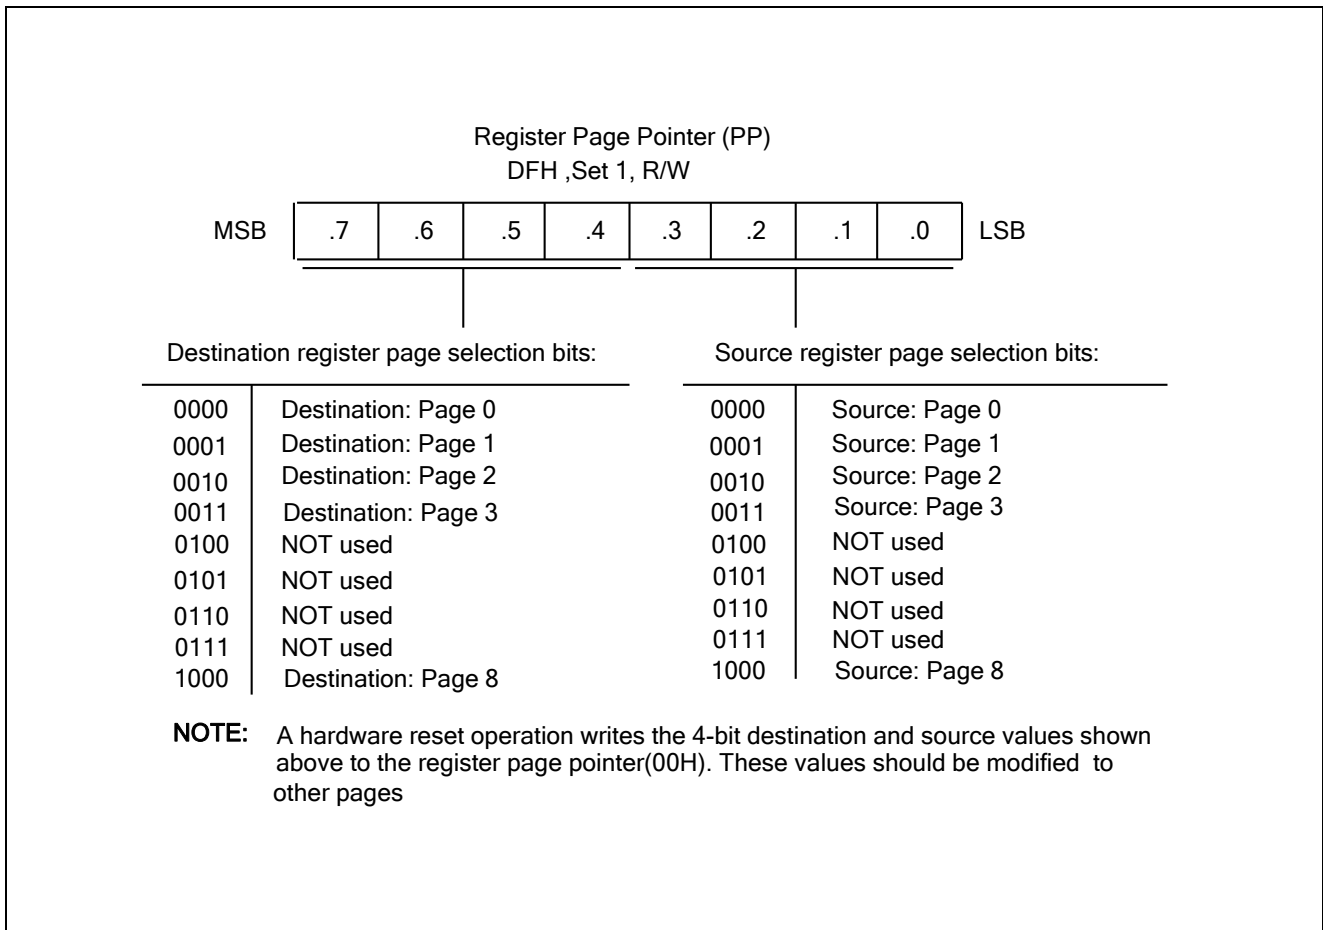 Register Page Pointer (PP)
DFH ,Set 1, R/W
MSB .7 .6 .5 .4 .3 .2 .1 .0 LSB
Destination register page selection bits:
0000 Destination: Page 0
0001 Destination: Page 1
0010 Destination: Page 2
0011 Destination: Page 3
0100 NOT used
0101 NOT used
0110 NOT used
0111 NOT used
1000 Destination: Page 8
Source register page selection bits:
0000 Source: Page 0
0001 Source: Page 1
0010 Source: Page 2
0011 Source: Page 3
0100 NOT used
0101 NOT used
0110 NOT used
0111 NOT used
1000 Source: Page 8
NOTE: A hardware reset operation writes the 4-bit destination and source values shown
above to the register page pointer(00H). These values should be modified to
other pages